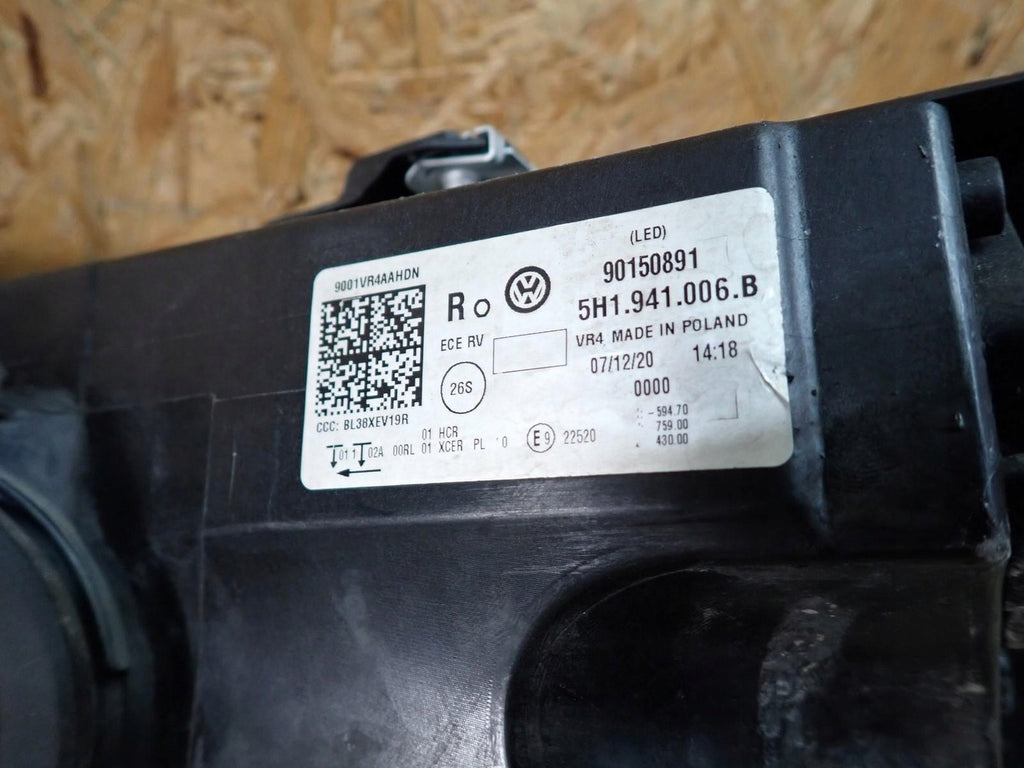 9001VR4AAHDN
(LED)
90150891
R o VW 5H1.941.006.B
ECE RV
VR4 MADE IN POLAND
07/12/20 14:18
26S
0000
CCC: BL38XEV19R
-594.70
759.00
430.00
01 HCR
02A 00RL 01 XCER PL 10 E9 22520